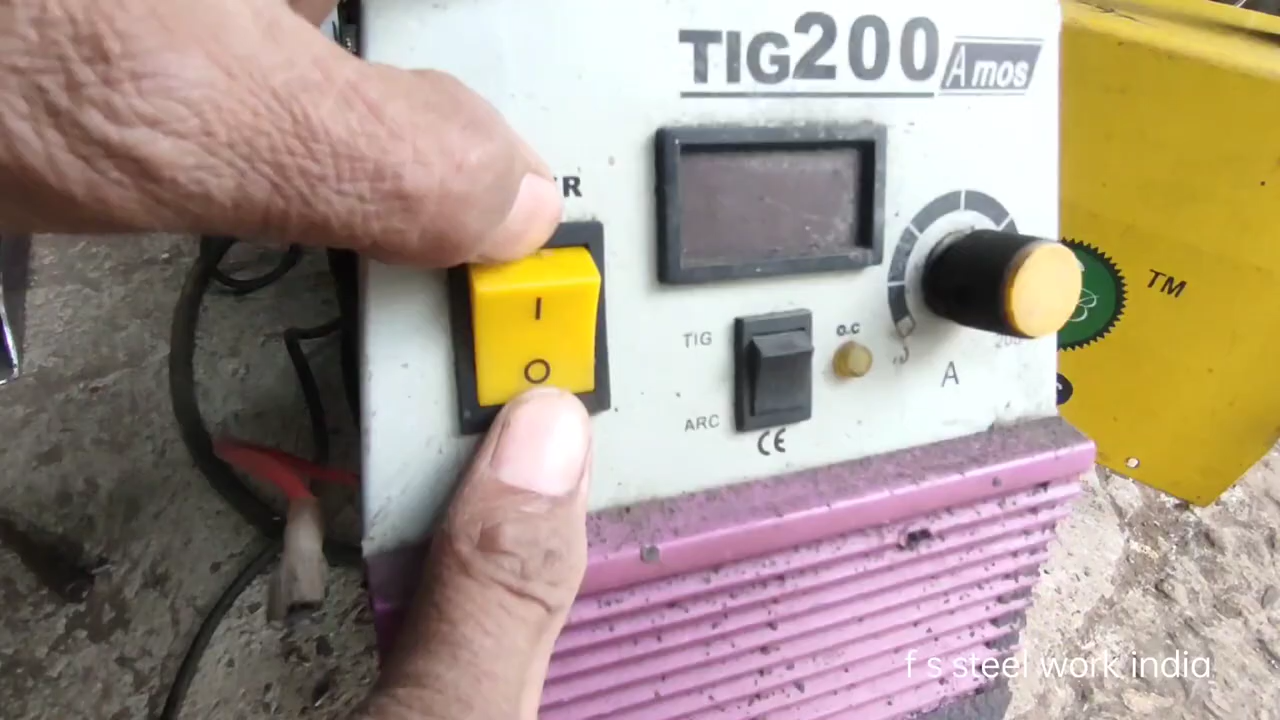 TIG200
Amos
I
O
TIG
O.C
ARC
CE
A
TM
f s steel work india